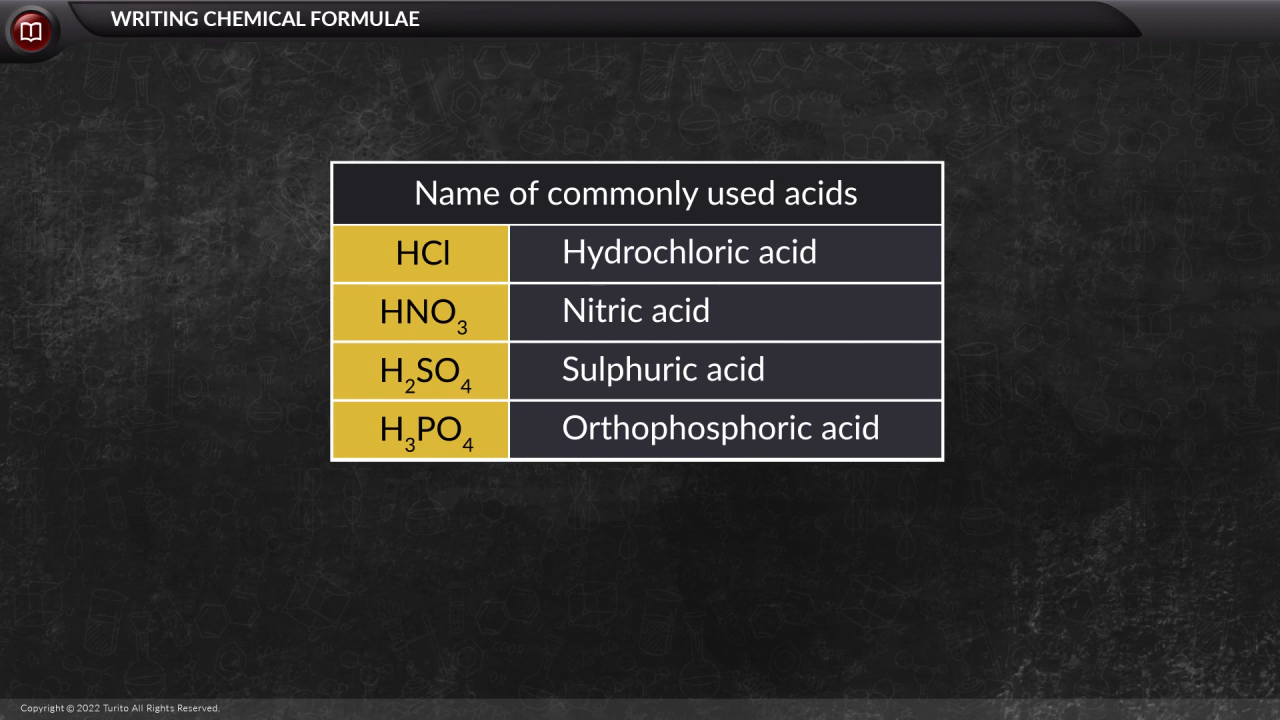 WRITING CHEMICAL FORMULAE
Name of commonly used acids
HCl Hydrochloric acid
HNO₃ Nitric acid
H₂SO₄ Sulphuric acid
H₃PO₄ Orthophosphoric acid
Copyright © 2022 Turito All Rights Reserved.